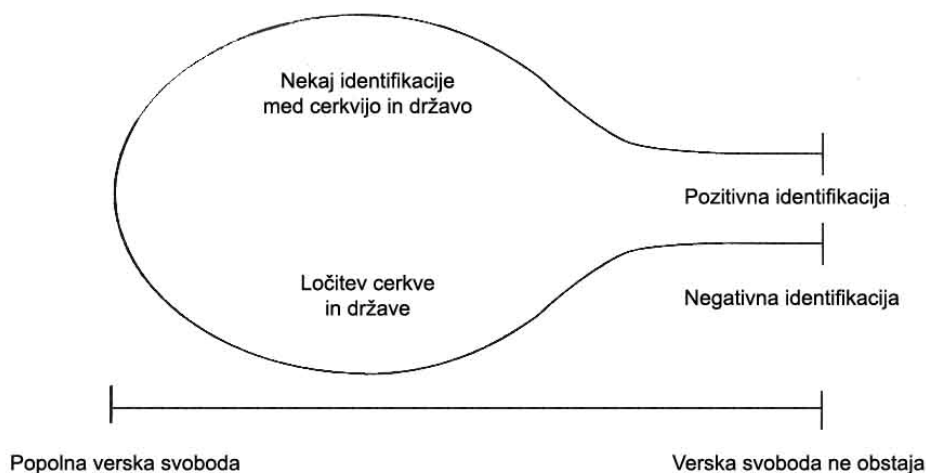 Nekaj identifikacije
med cerkvijo in državo
Pozitivna identifikacija
Ločitev cerkve
in države
Negativna identifikacija
Popolna verska svoboda
Verska svoboda ne obstaja